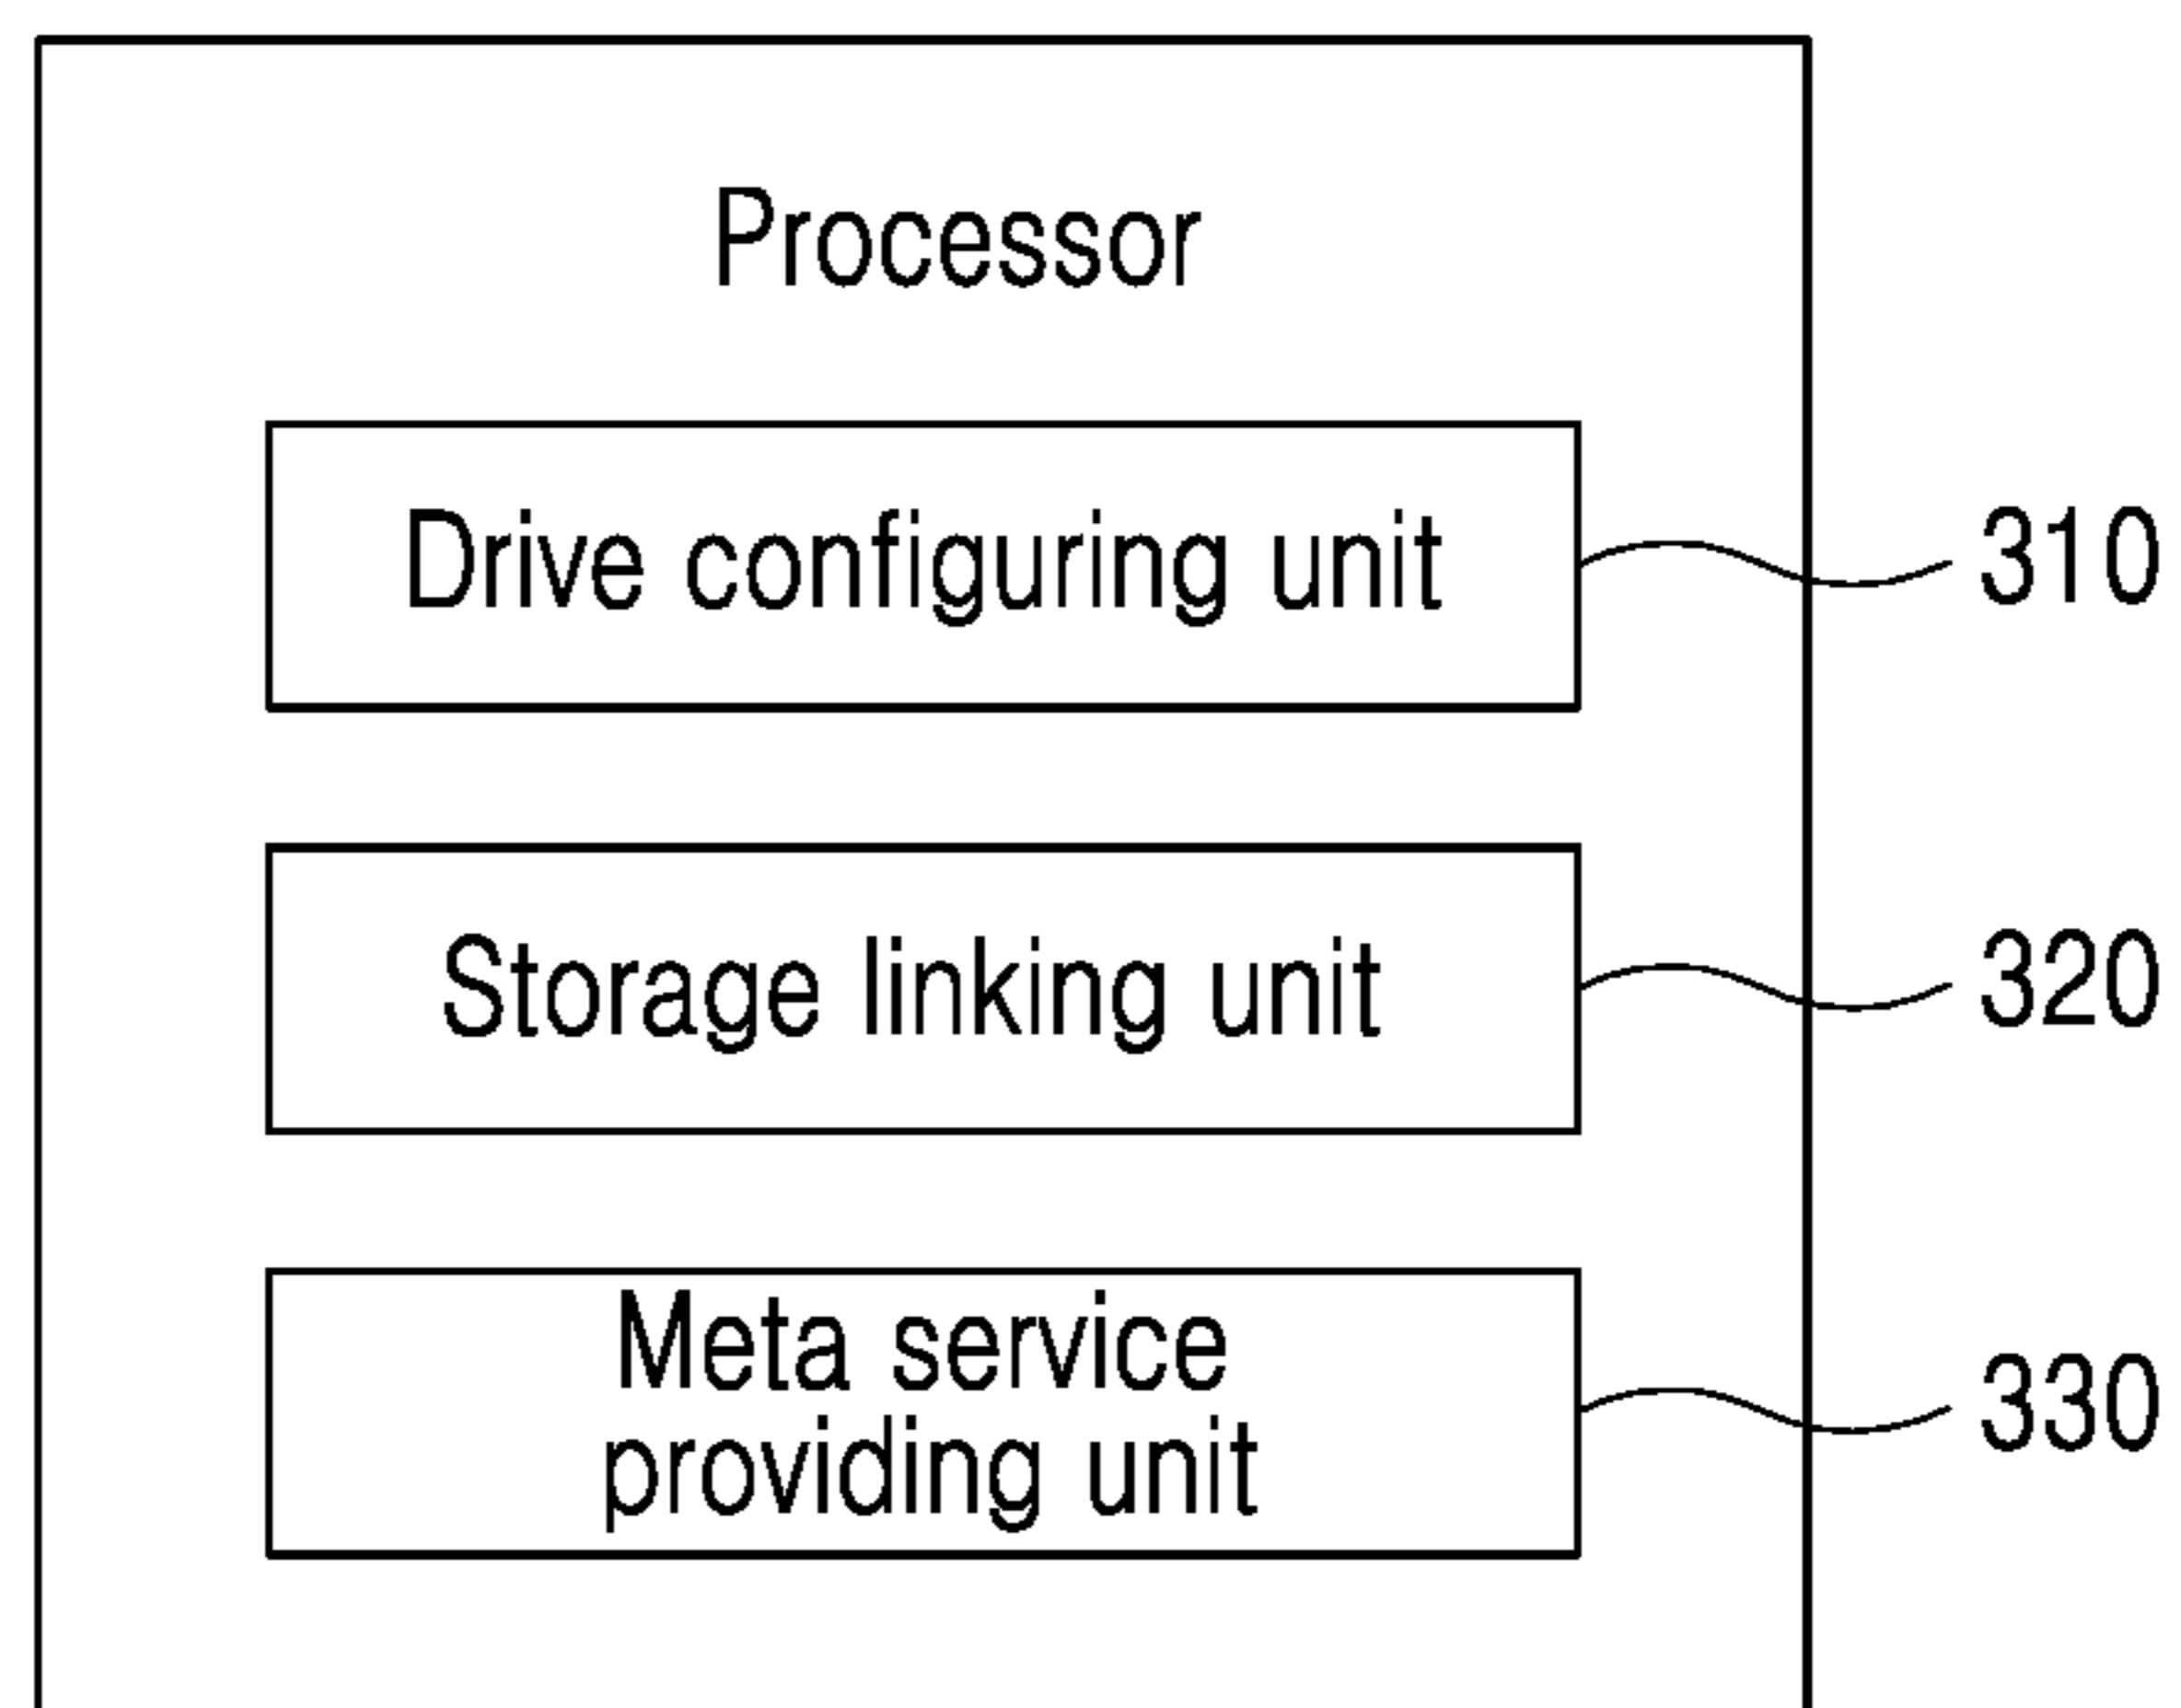 Processor
Drive configuring unit
310
Storage linking unit
320
Meta service
providing unit
330